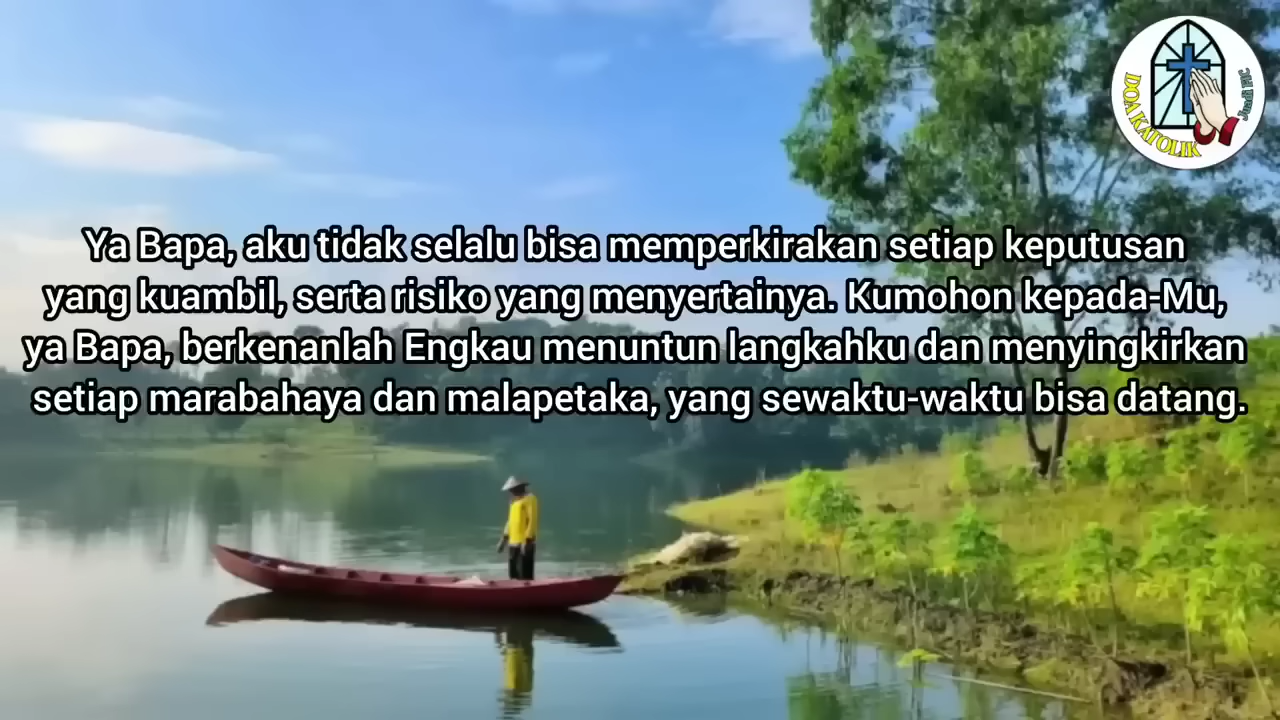 Ya Bapa, aku tidak selalu bisa memperkirakan setiap keputusan
yang kuambil, serta risiko yang menyertainya. Kumohon kepada-Mu,
ya Bapa, berkenanlah Engkau menuntun langkahku dan menyingkirkan
setiap marabahaya dan malapetaka, yang sewaktu-waktu bisa datang.
DOA KATOLIK